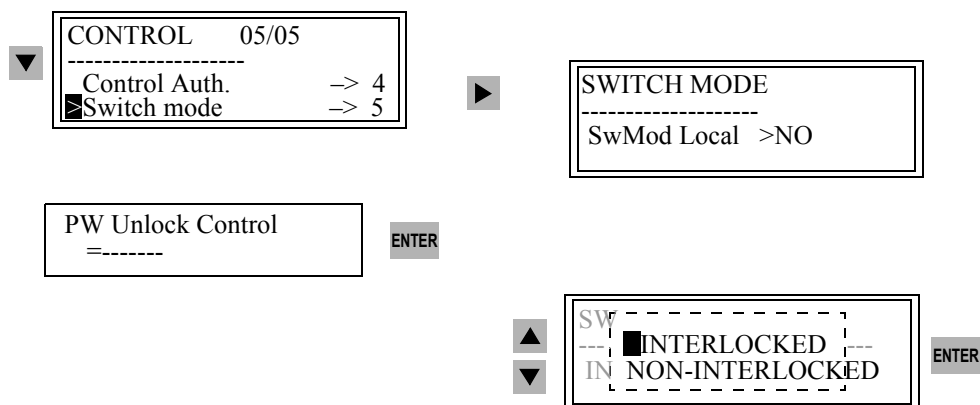 CONTROL 05/05
--------------------
Control Auth. –> 4
>Switch mode –> 5
SWITCH MODE
--------------------
SwMod Local >NO
PW Unlock Control
=-------
ENTER
SW
INTERLOCKED
--- ---
IN NON-INTERLOCKED
ENTER